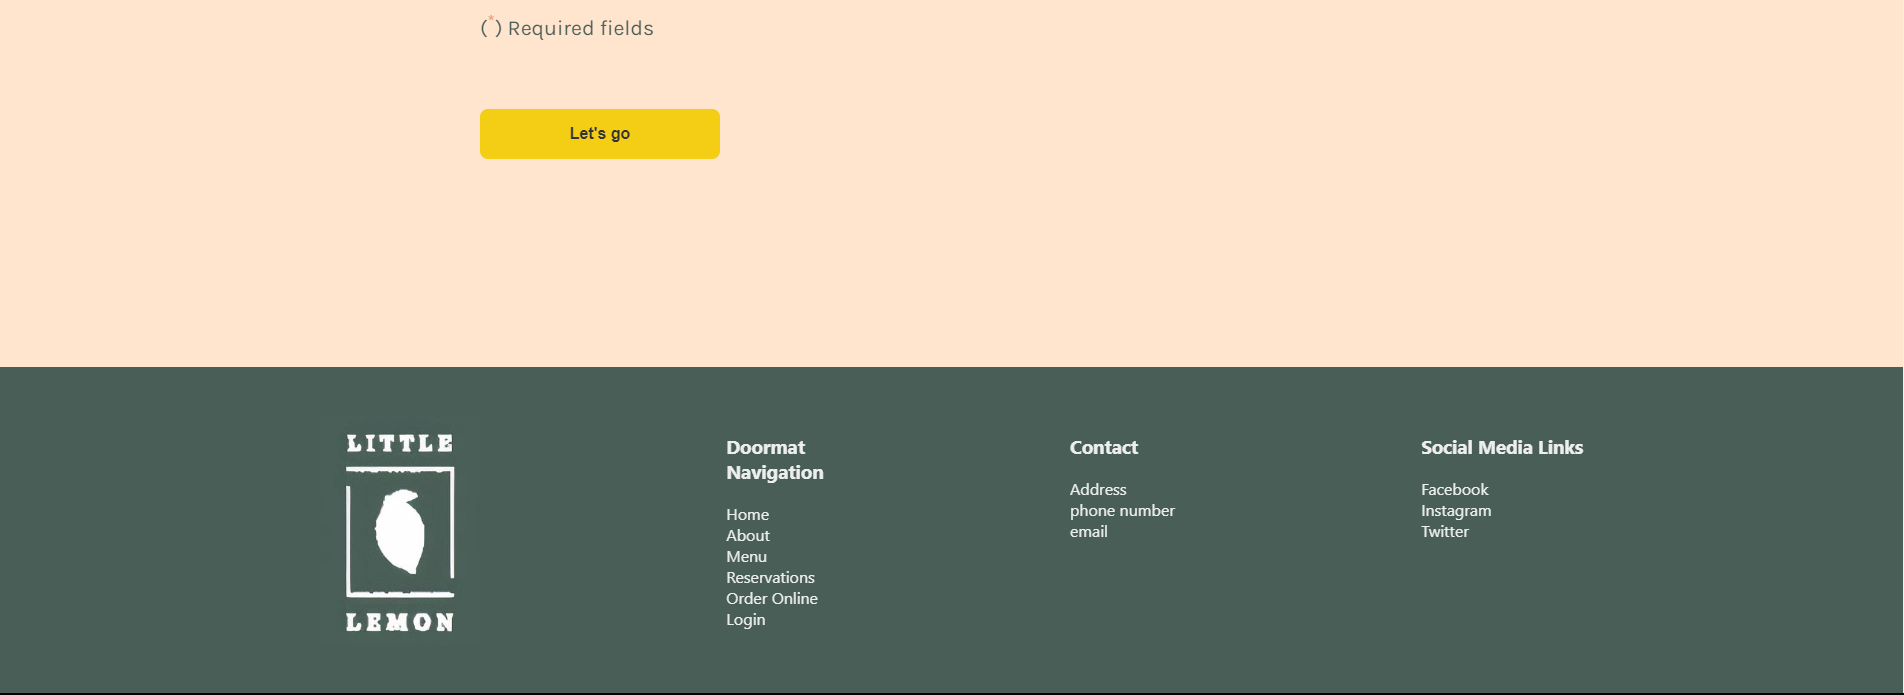 (*) Required fields
Let's go
LITTLE
LEMON
Doormat
Navigation
Home
About
Menu
Reservations
Order Online
Login
Contact
Address
phone number
email
Social Media Links
Facebook
Instagram
Twitter